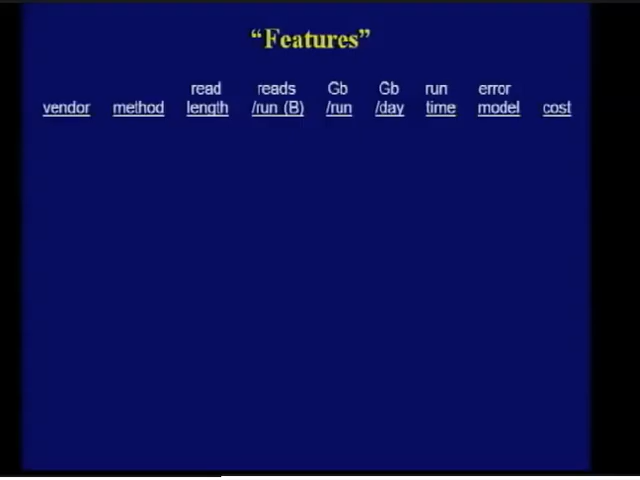 “Features”
read reads Gb Gb run error
vendor method length /run (B) /run /day time model cost